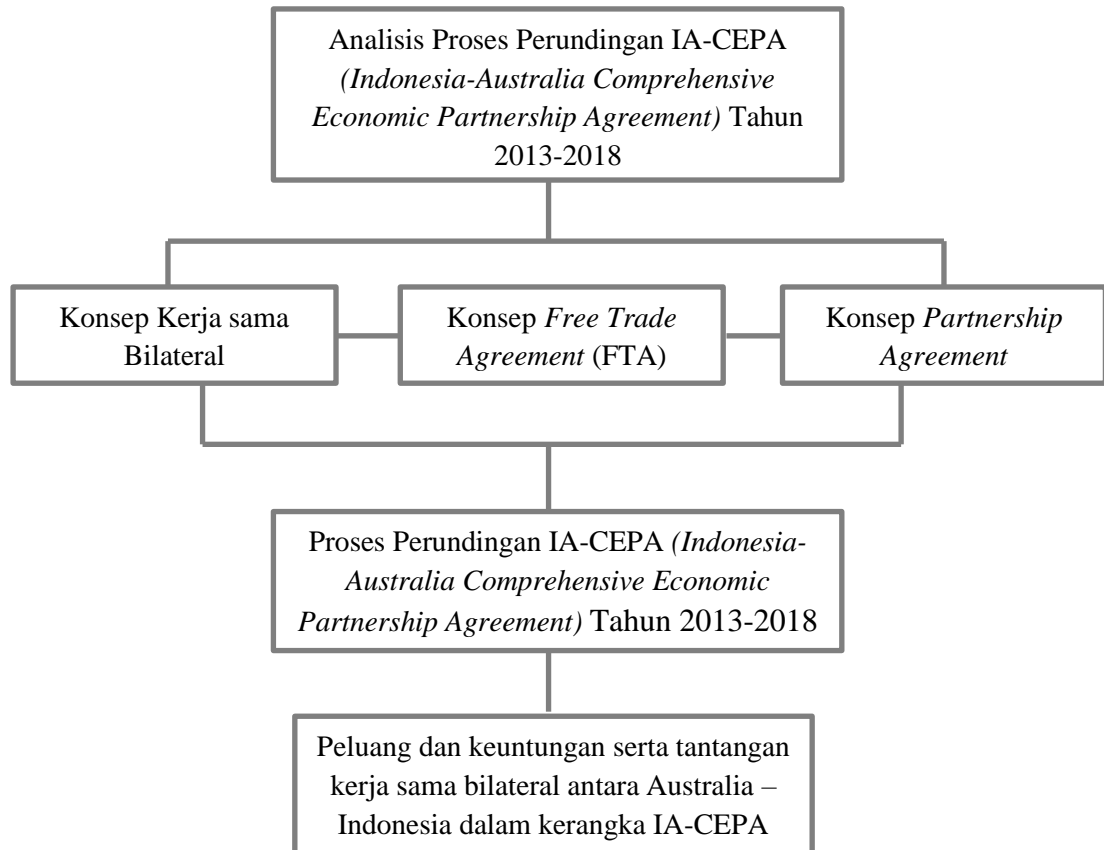 Analisis Proses Perundingan IA-CEPA
(Indonesia-Australia Comprehensive
Economic Partnership Agreement) Tahun
2013-2018
Konsep Kerja sama
Bilateral
Konsep Free Trade
Agreement (FTA)
Konsep Partnership
Agreement
Proses Perundingan IA-CEPA (Indonesia-
Australia Comprehensive Economic
Partnership Agreement) Tahun 2013-2018
Peluang dan keuntungan serta tantangan
kerja sama bilateral antara Australia –
Indonesia dalam kerangka IA-CEPA